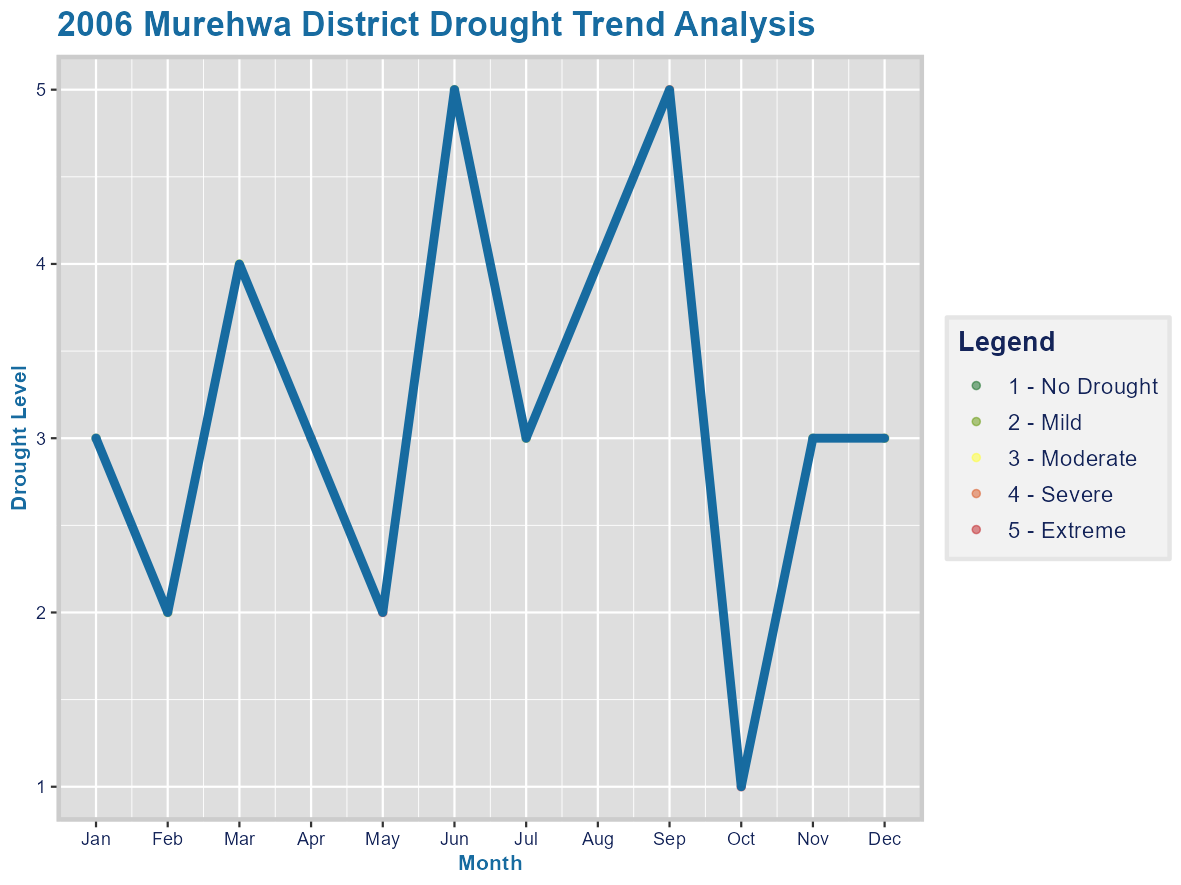 2006 Murehwa District Drought Trend Analysis
Drought Level
5
4
3
2
1
Jan Feb Mar Apr May Jun Jul Aug Sep Oct Nov Dec
Month
Legend
1 - No Drought
2 - Mild
3 - Moderate
4 - Severe
5 - Extreme